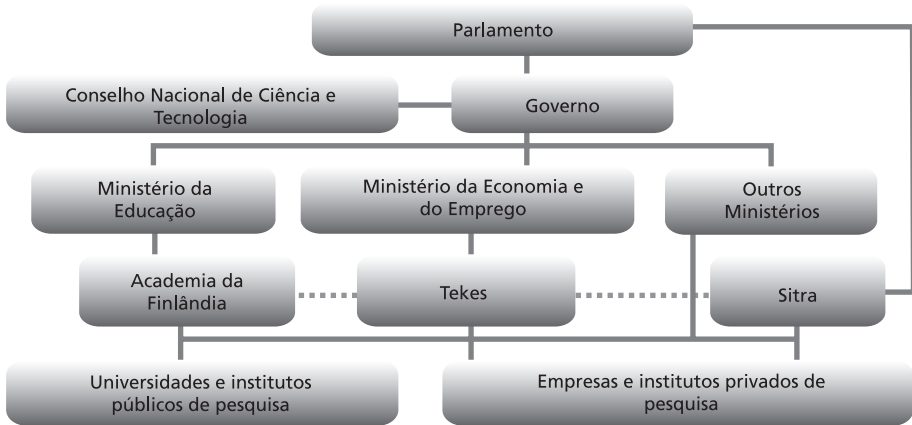 Parlamento
Conselho Nacional de Ciência e
Tecnologia
Governo
Ministério da
Educação
Ministério da Economia e
do Emprego
Outros
Ministérios
Academia da
Finlândia
Tekes
Sitra
Universidades e institutos
públicos de pesquisa
Empresas e institutos privados de
pesquisa